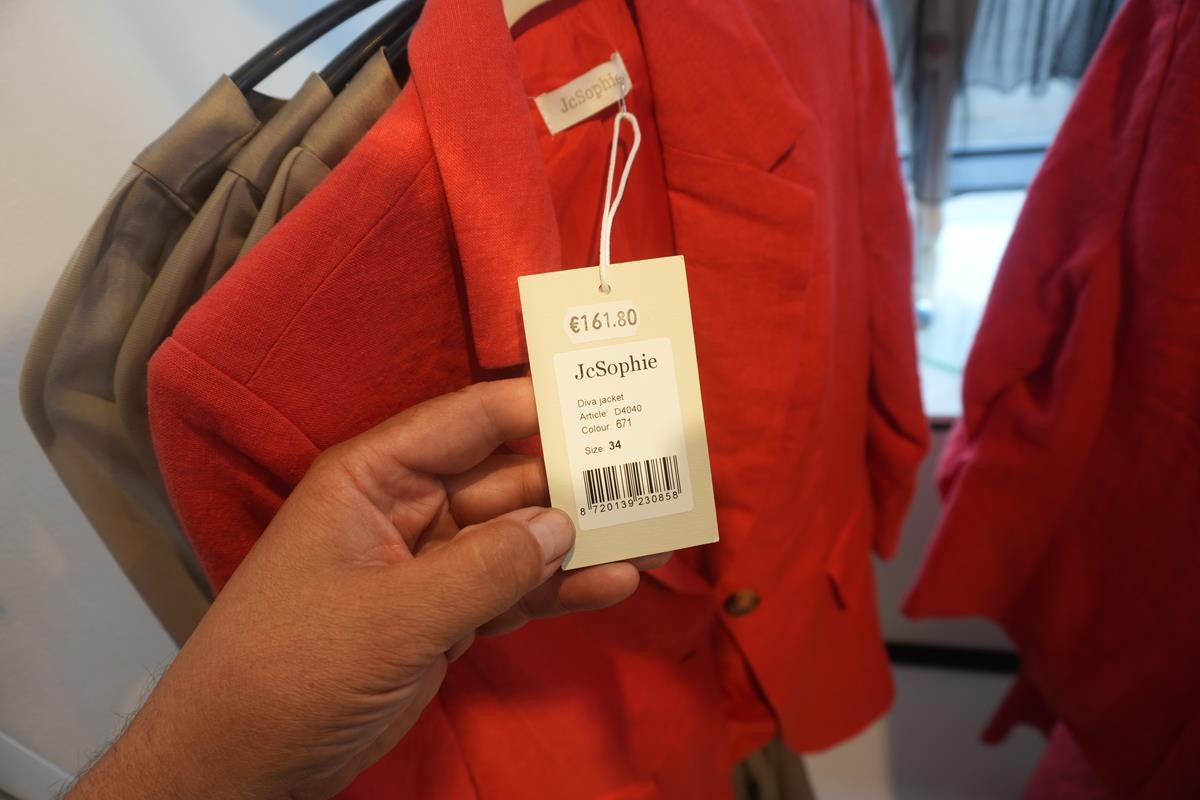 JcSophie
€161.80
JcSophie
Diva jacket
Article: D4040
Colour: 671
Size: 34
8 720139 230858